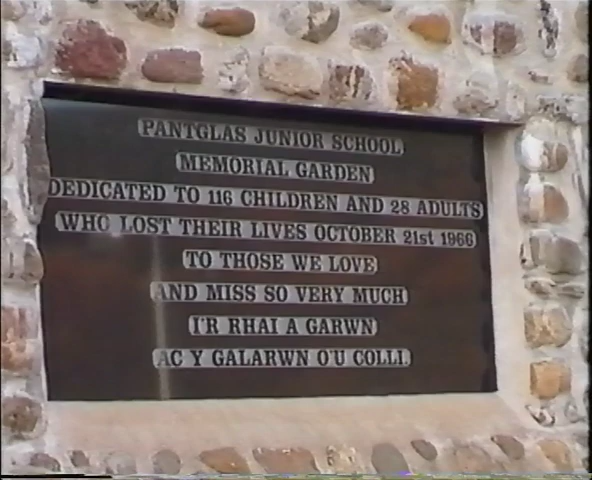 PANTGLAS JUNIOR SCHOOL,
MEMORIAL GARDEN
DEDICATED TO 116 CHILDREN AND 28 ADULTS
WHO LOST THEIR LIVES OCTOBER 21st 1966
TO THOSE WE LOVE
AND MISS SO VERY MUCH
I'R RHAI A GARWN
AC Y GALARWN O'U COLLI.